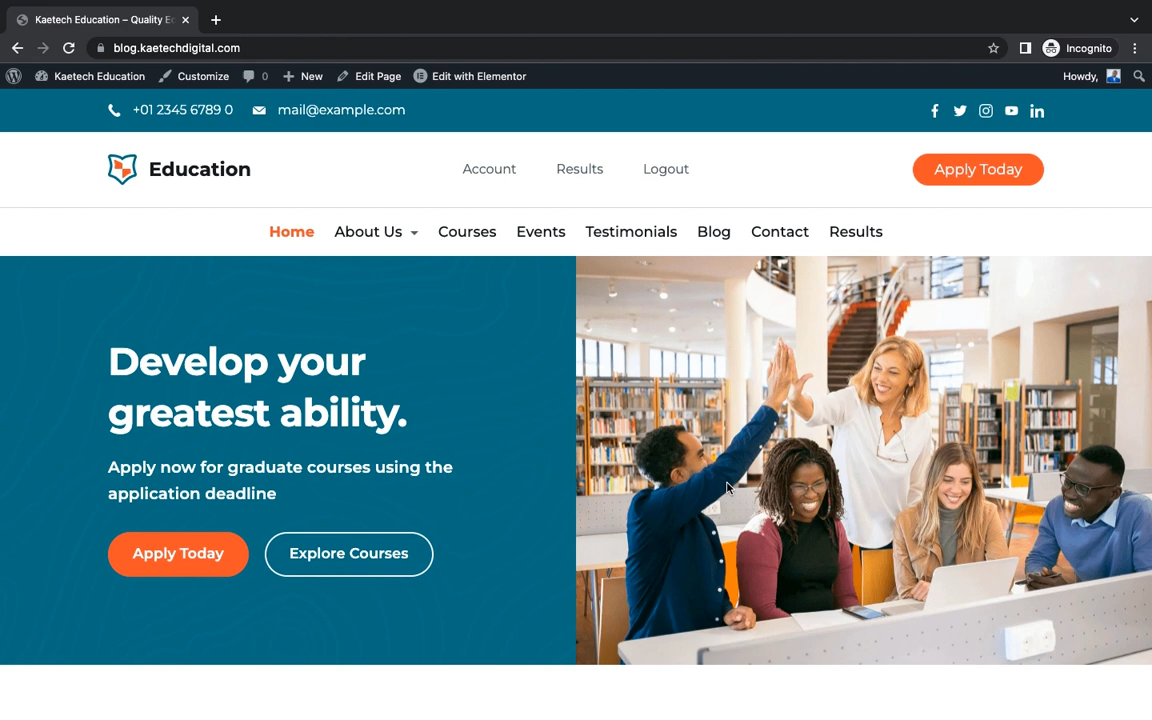 Kaetech Education – Quality Ec
blog.kaetechdigital.com
Incognito
Kaetech Education Customize 0 New Edit Page Edit with Elementor Howdy,
+01 2345 6789 0 mail@example.com
Education Account Results Logout Apply Today
Home About Us Courses Events Testimonials Blog Contact Results
Develop your
greatest ability.
Apply now for graduate courses using the
application deadline
Apply Today Explore Courses